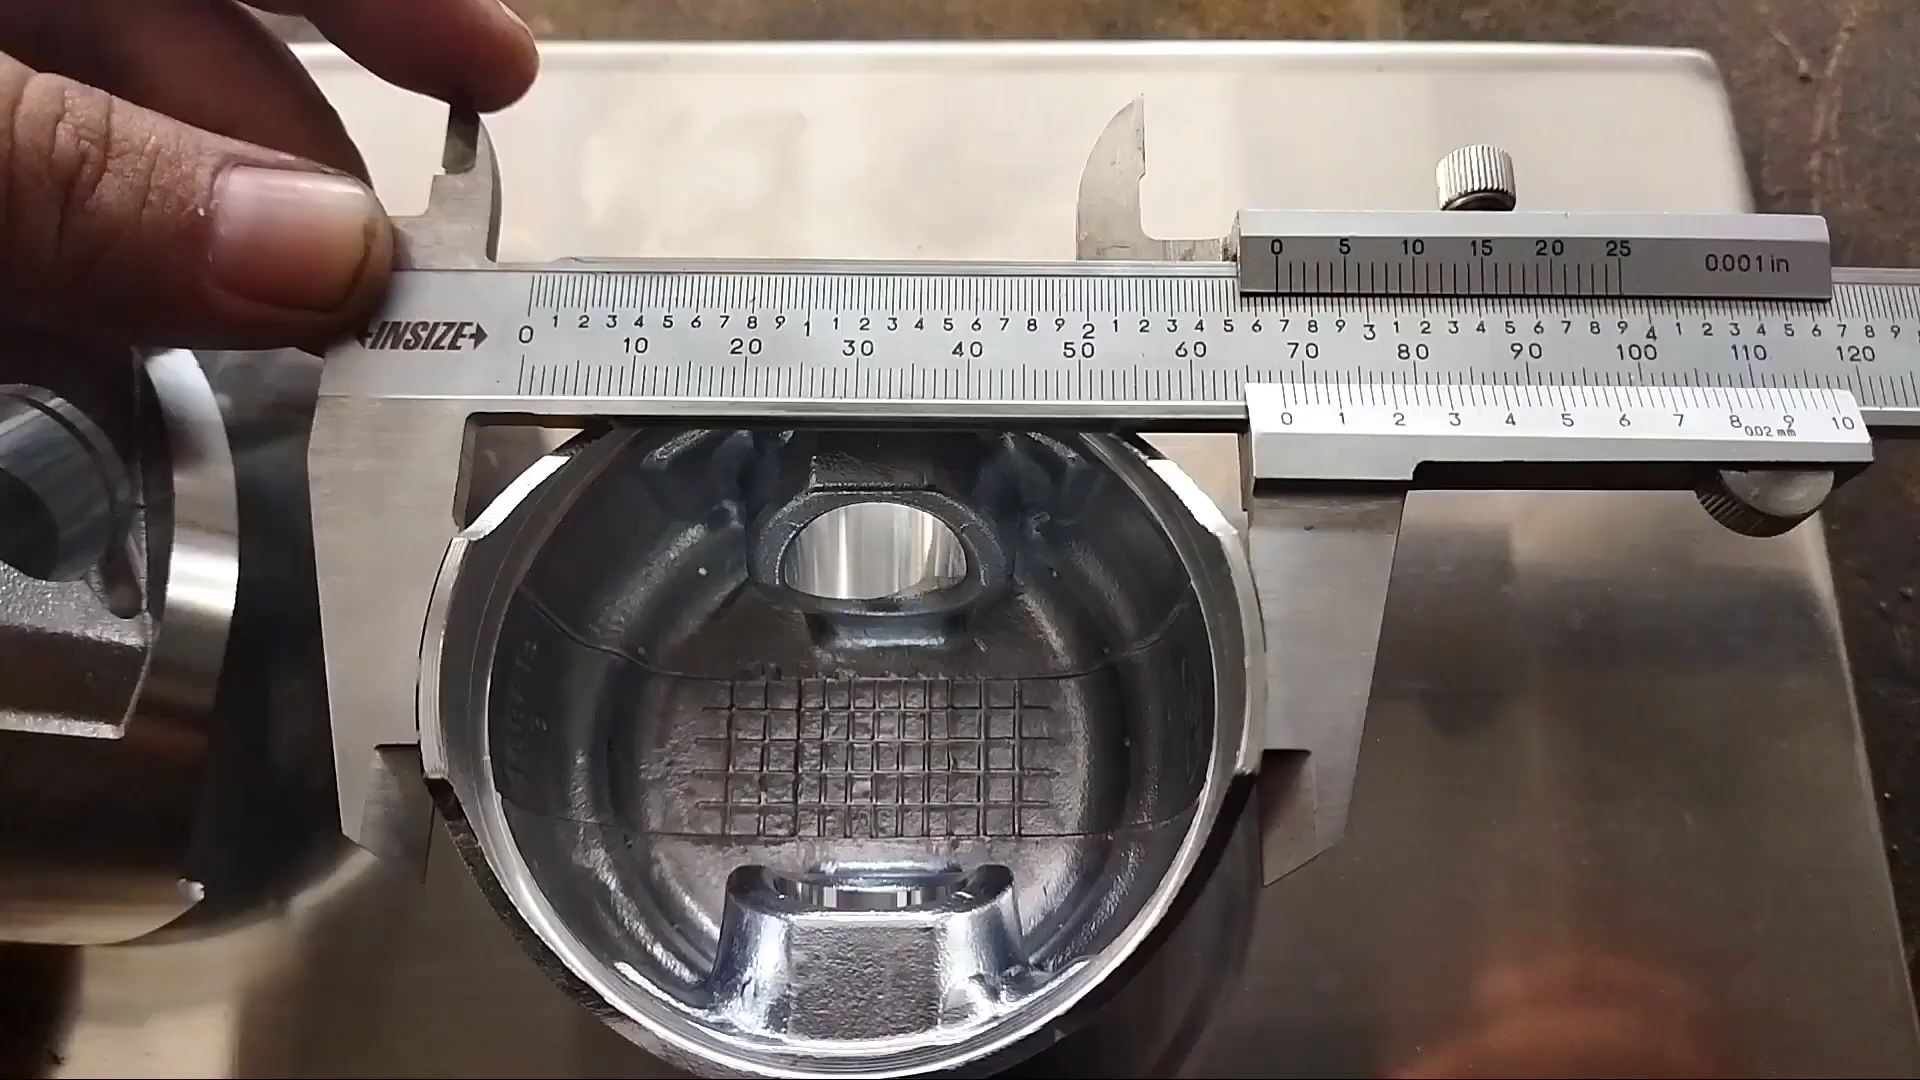 0 5 10 15 20 25 0.001 in
INSIZE
0 1 2 3 4 5 6 7 8 9 1 1 2 3 4 5 6 7 8 9 2 1 2 3 4 5 6 7 8 9 3 1 2 3 4 5 6 7 8 9 4 1 2 3 4 5 6 7 8 9
10 20 30 40 50 60 70 80 90 100 110 120
0 1 2 3 4 5 6 7 8 9 10
0.02 mm